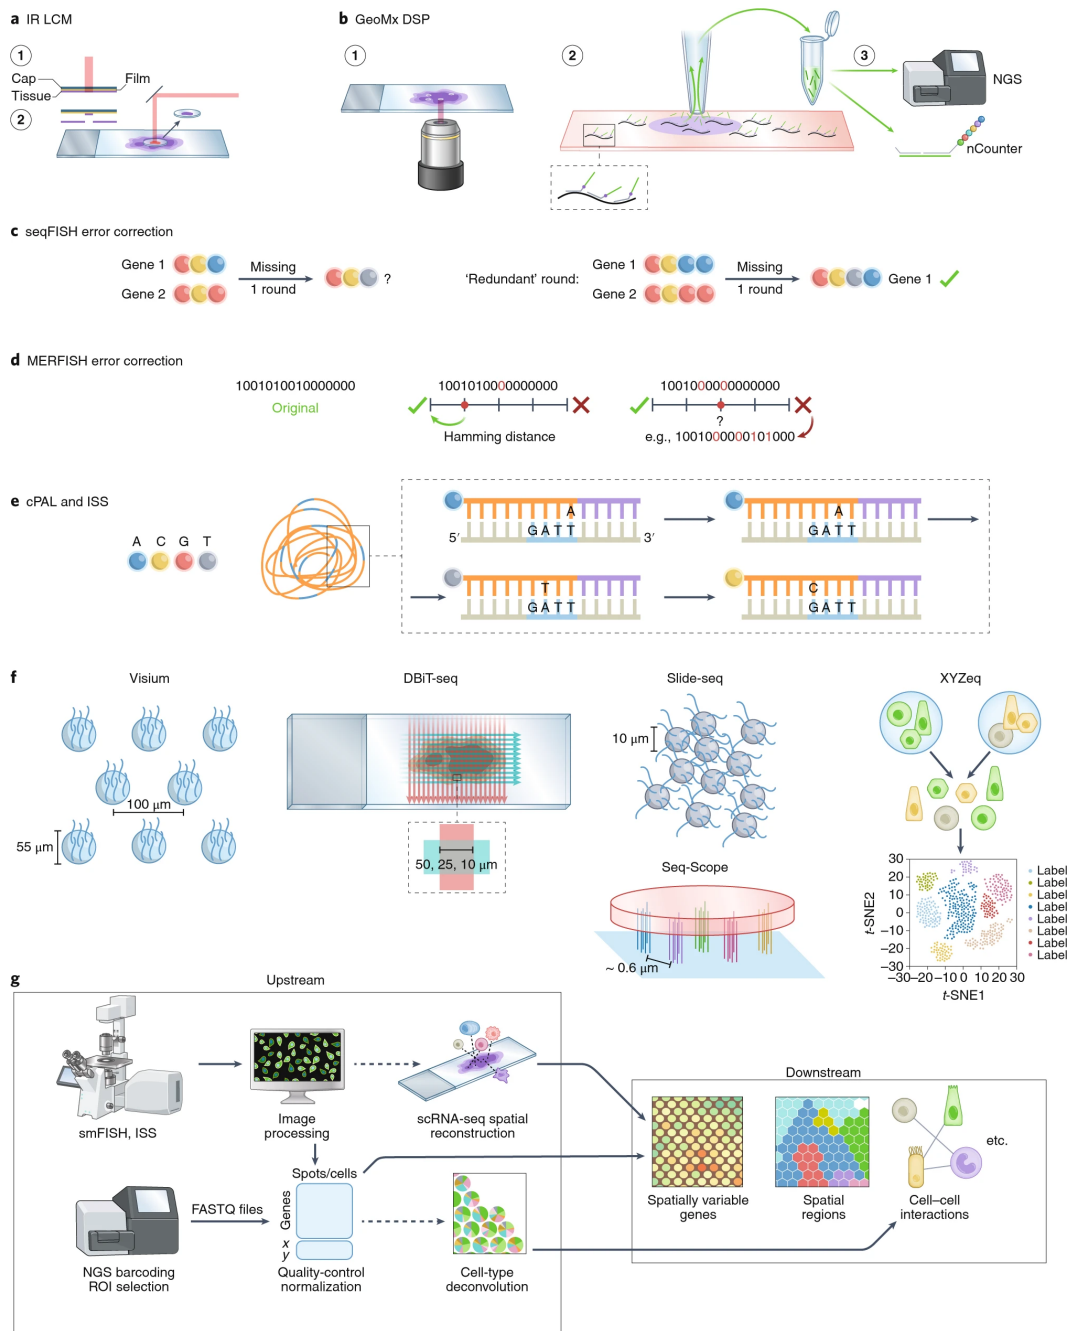 a IR LCM
1
Cap
Film
Tissue
2
b GeoMx DSP
1
2
3
NGS
nCounter
c seqFISH error correction
Gene 1
Gene 2
Missing
1 round
?
'Redundant' round:
Gene 1
Gene 2
Missing
1 round
Gene 1
d MERFISH error correction
1001010010000000
Original
1001010000000000
Hamming distance
1001000000000000
?
e.g., 1001000000101000
e cPAL and ISS
A C G T
A
5′ GATT 3′
A
GATT
T
GATT
C
GATT
f
Visium
100 μm
55 μm
DBiT-seq
50, 25, 10 μm
Slide-seq
10 μm
Seq-Scope
~ 0.6 μm
XYZeq
30
20
10
0
−10
−20
−30
t-SNE2
−30 −20 −10 0 10 20 30
t-SNE1
Label
Label
Label
Label
Label
Label
Label
Label
g
Upstream
smFISH, ISS
Image
processing
scRNA-seq spatial
reconstruction
Spots/cells
Genes
x
y
FASTQ files
NGS barcoding
ROI selection
Quality-control
normalization
Cell-type
deconvolution
Downstream
Spatially variable
genes
Spatial
regions
Cell–cell
interactions
etc.